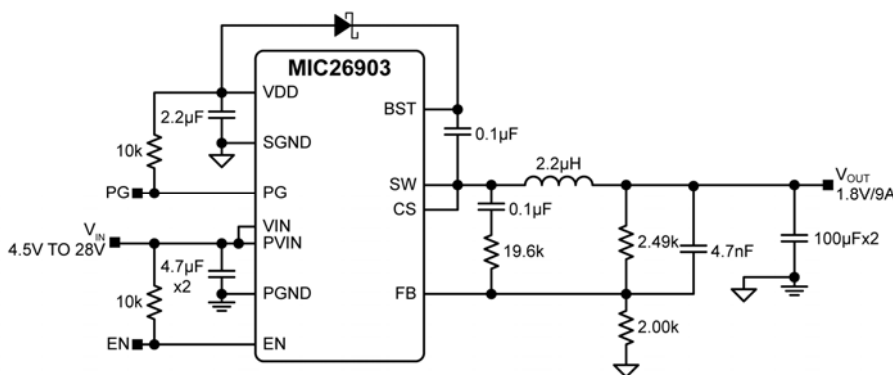 MIC26903
VDD
BST
2.2µF
0.1µF
SGND
10k
2.2µH
PG
PG
SW
VOUT
1.8V/9A
CS
0.1µF
VIN
VIN
4.5V TO 28V
PVIN
2.49k
4.7nF
100µFx2
19.6k
4.7µF
x2
PGND
FB
10k
2.00k
EN
EN